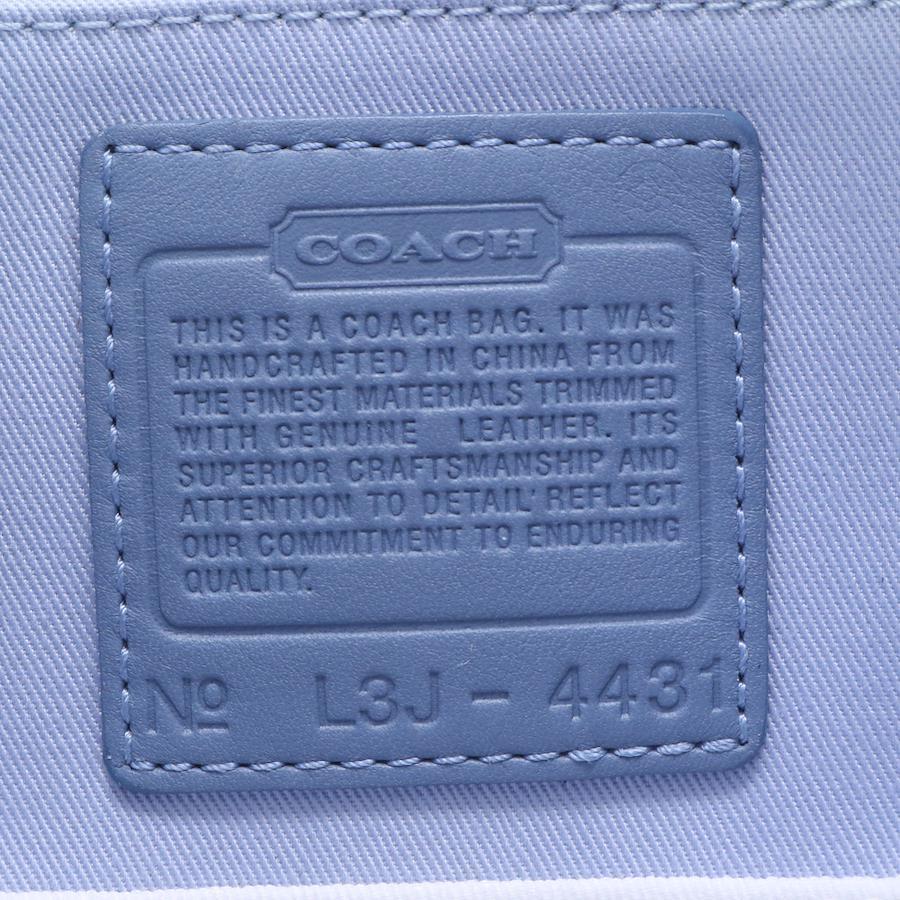 COACH
THIS IS A COACH BAG. IT WAS
HANDCRAFTED IN CHINA FROM
THE FINEST MATERIALS TRIMMED
WITH GENUINE LEATHER. ITS
SUPERIOR CRAFTSMANSHIP AND
ATTENTION TO DETAIL REFLECT
OUR COMMITMENT TO ENDURING
QUALITY.
№ L3J - 4431